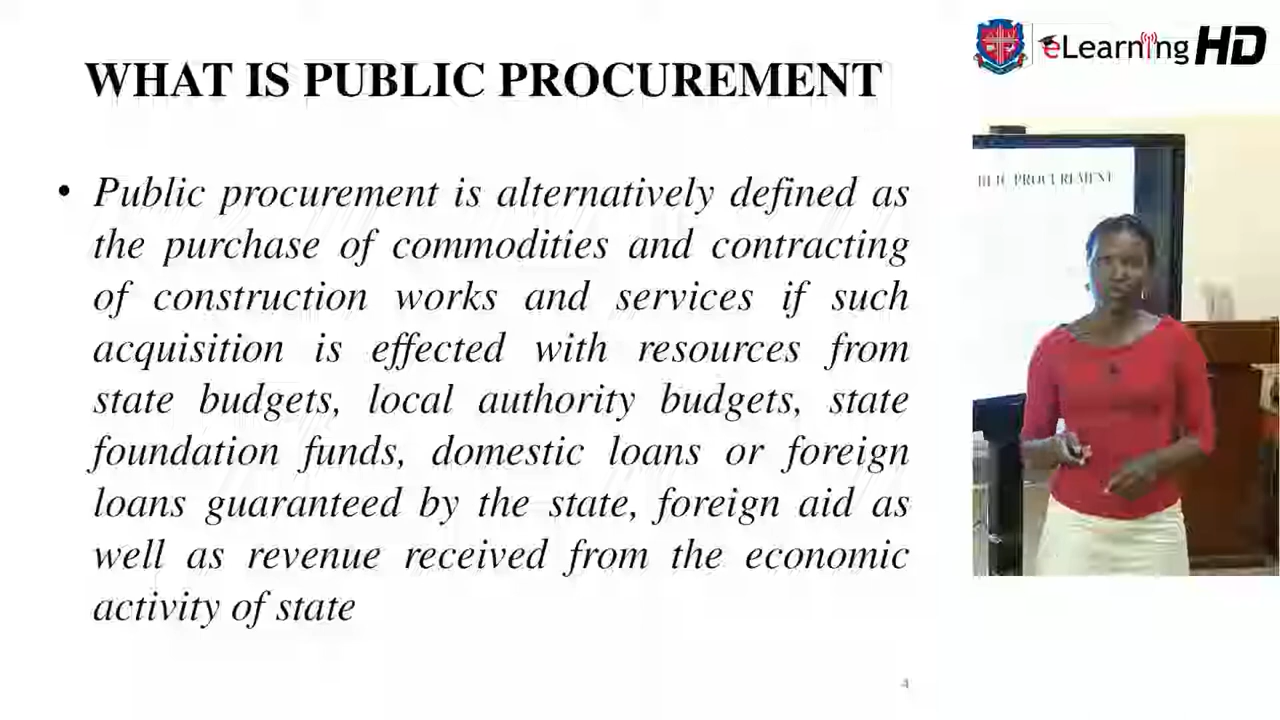 WHAT IS PUBLIC PROCUREMENT
• Public procurement is alternatively defined as
the purchase of commodities and contracting
of construction works and services if such
acquisition is effected with resources from
state budgets, local authority budgets, state
foundation funds, domestic loans or foreign
loans guaranteed by the state, foreign aid as
well as revenue received from the economic
activity of state
4
eLearning HD
PROCUREMENT